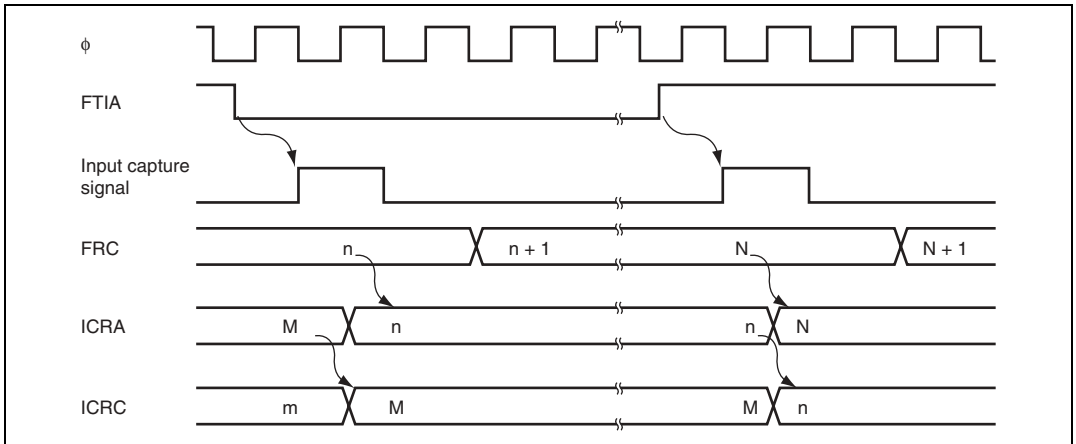 ϕ
FTIA
Input capture
signal
FRC n n + 1 N N + 1
ICRA M n n N
ICRC m M M n